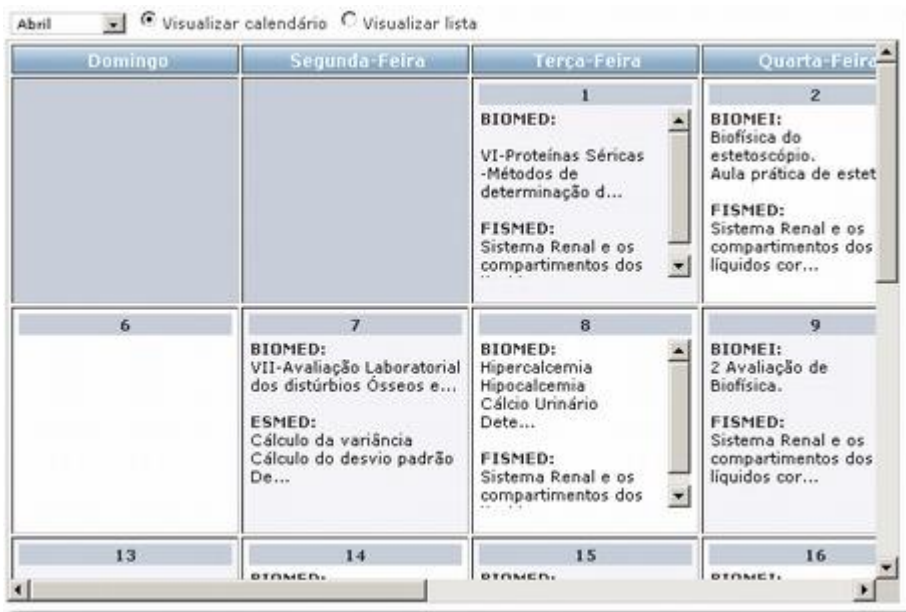 Abril Visualizar calendário Visualizar lista
Domingo Segunda-Feira Terça-Feira Quarta-Feira
1
BIOMED:
VI-Proteínas Séricas
-Métodos de
determinação d...
FISMED:
Sistema Renal e os
compartimentos dos
2
BIOMEI:
Biofísica do
estetoscópio.
Aula prática de estet
FISMED:
Sistema Renal e os
compartimentos dos
líquidos cor...
6
7
BIOMED:
VII-Avaliação Laboratorial
dos distúrbios Ósseos e...
ESMED:
Cálculo da variância
Cálculo do desvio padrão
De...
8
BIOMED:
Hipercalcemia
Hipocalcemia
Cálcio Urinário
Dete...
FISMED:
Sistema Renal e os
compartimentos dos
9
BIOMEI:
2 Avaliação de
Biofísica.
FISMED:
Sistema Renal e os
compartimentos dos
líquidos cor...
13
14
BIOMED:
15
BIOMED:
16
BIOMEI: